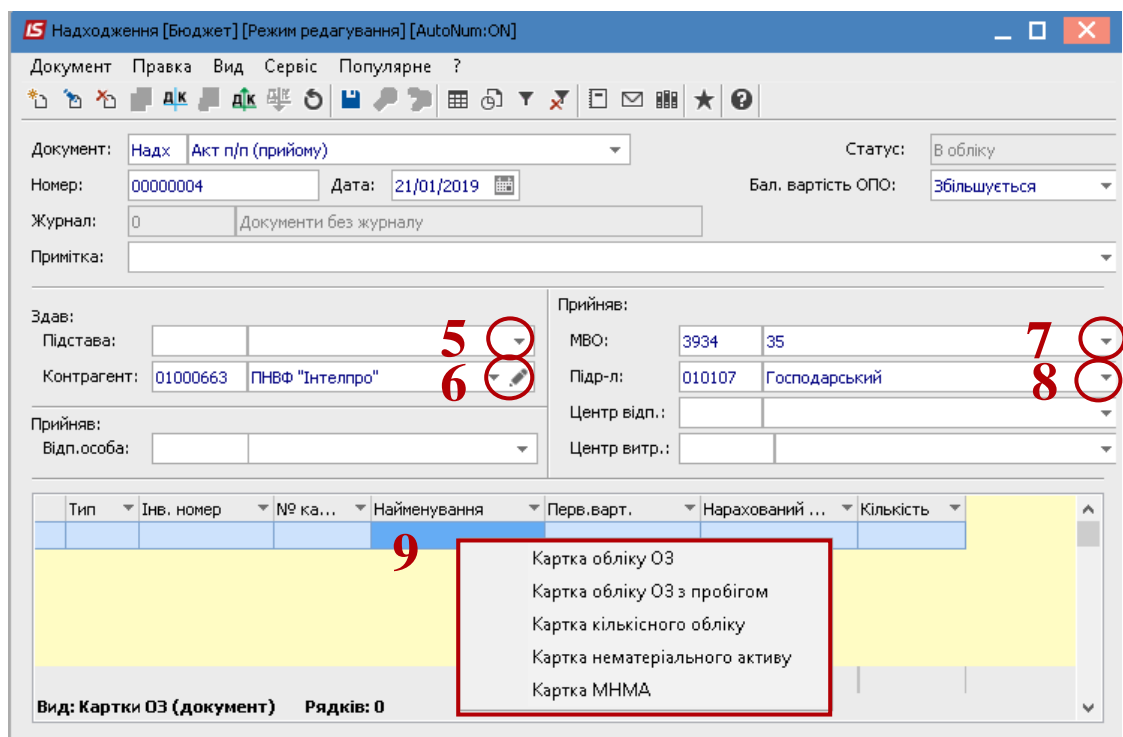 IS Надходження [Бюджет] [Режим редагування] [AutoNum:ON]
Документ Правка Вид Сервіс Популярне ?
Документ: Надх Акт п/п (прийому) Статус: В обліку
Номер: 00000004 Дата: 21/01/2019 Бал. вартість ОПО: Збільшується
Журнал: 0 Документи без журналу
Примітка:
Здав: Прийняв:
Підстава: 5 МВО: 3934 35 7
Контрагент: 01000663 ПНВФ "Інтелпро" 6 Підр-л: 010107 Господарський 8
Прийняв: Центр відп.:
Відп.особа: Центр витр.:
Тип Інв. номер № ка... Найменування Перв.варт. Нарахований ... Кількість
9
Картка обліку ОЗ
Картка обліку ОЗ з пробігом
Картка кількісного обліку
Картка нематеріального активу
Картка МНМА
Вид: Картки ОЗ (документ) Рядків: 0